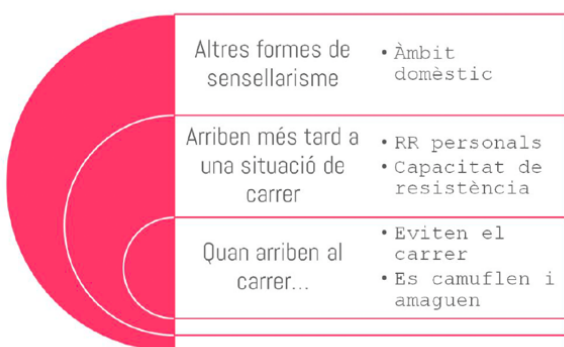 Altres formes de
sensellarisme
• Àmbit
domèstic
Arriben més tard a
una situació de
carrer
• RR personals
• Capacitat de
resistència
Quan arriben al
carrer...
• Eviten el
carrer
• Es camuflen i
amaguen